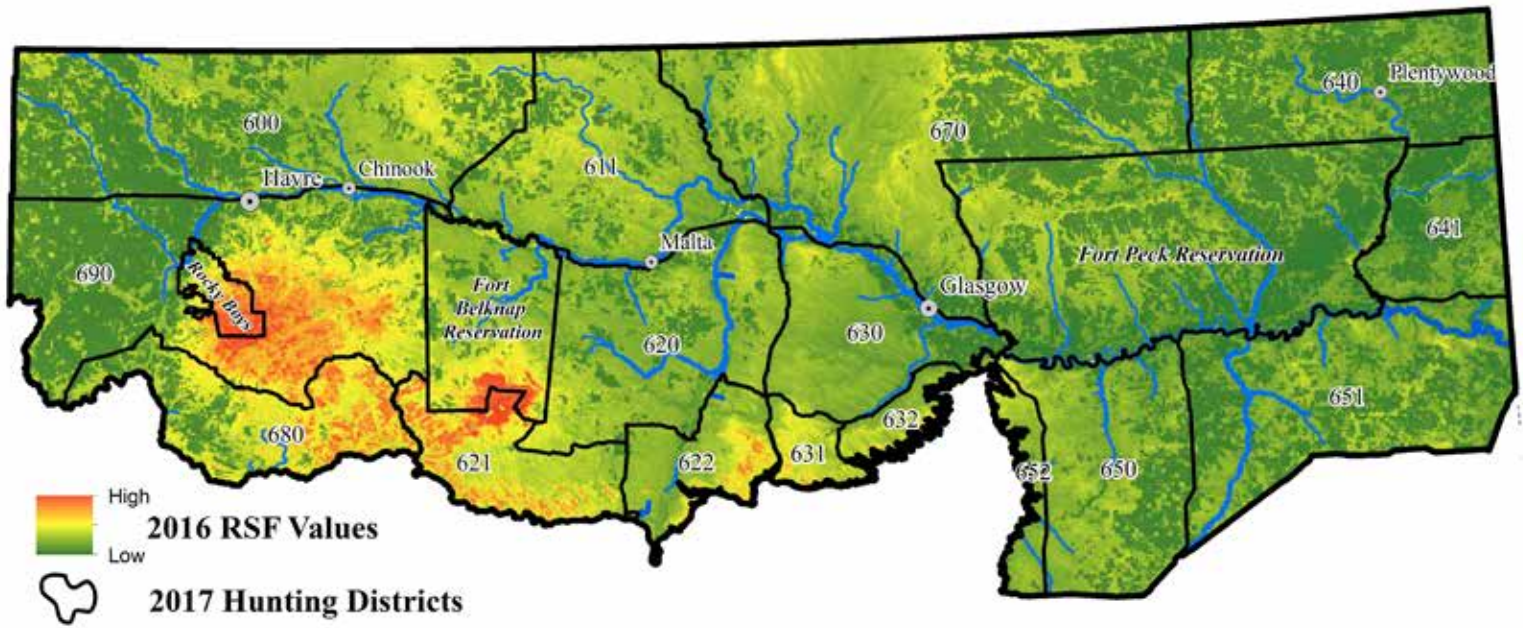 640
Plentywood
600
670
611
Chinook
Havre
641
Malta
Fort Peck Reservation
690
Rocky Boys
Fort
Belknap
Reservation
Glasgow
620
630
651
632
680
621
622
631
652
650
High
2016 RSF Values
Low
2017 Hunting Districts